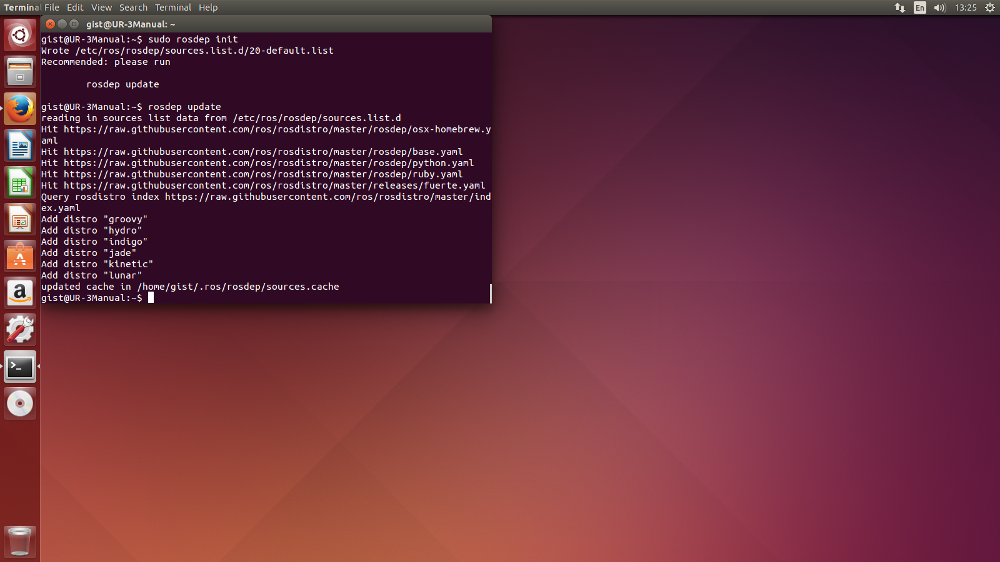 Terminal File Edit View Search Terminal Help
En 13:25
gist@UR-3Manual: ~
gist@UR-3Manual:~$ sudo rosdep init
Wrote /etc/ros/rosdep/sources.list.d/20-default.list
Recommended: please run
rosdep update
gist@UR-3Manual:~$ rosdep update
reading in sources list data from /etc/ros/rosdep/sources.list.d
Hit https://raw.githubusercontent.com/ros/rosdistro/master/rosdep/osx-homebrew.y
aml
Hit https://raw.githubusercontent.com/ros/rosdistro/master/rosdep/base.yaml
Hit https://raw.githubusercontent.com/ros/rosdistro/master/rosdep/python.yaml
Hit https://raw.githubusercontent.com/ros/rosdistro/master/rosdep/ruby.yaml
Hit https://raw.githubusercontent.com/ros/rosdistro/master/releases/fuerte.yaml
Query rosdistro index https://raw.githubusercontent.com/ros/rosdistro/master/ind
ex.yaml
Add distro "groovy"
Add distro "hydro"
Add distro "indigo"
Add distro "jade"
Add distro "kinetic"
Add distro "lunar"
updated cache in /home/gist/.ros/rosdep/sources.cache
gist@UR-3Manual:~$